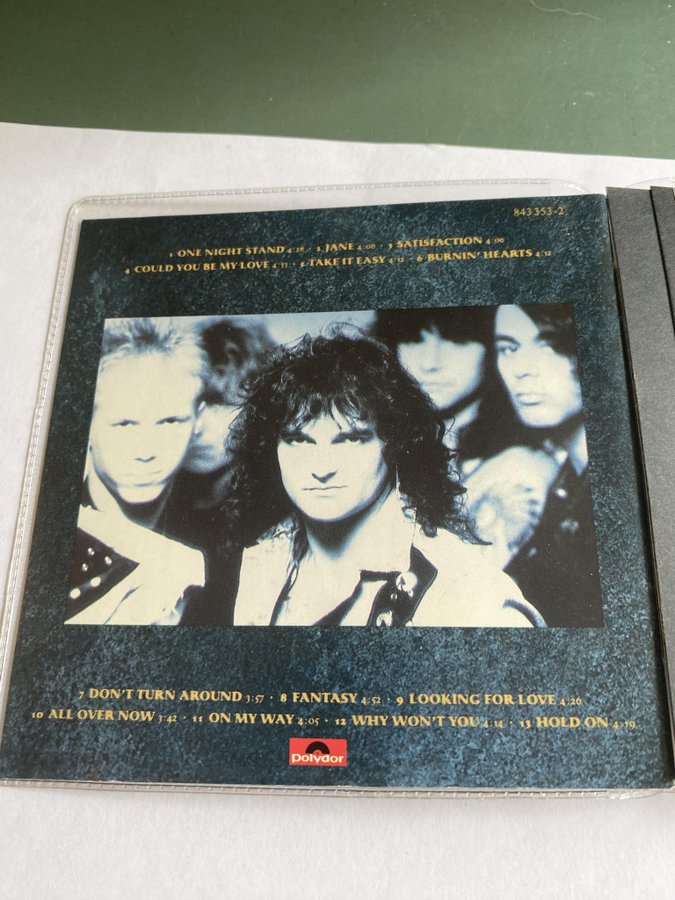 843 353-2
1 ONE NIGHT STAND 4:28 · 2 JANE 4:06 · 3 SATISFACTION 4:06
4 COULD YOU BE MY LOVE 4:33 · 5 TAKE IT EASY 4:12 · 6 BURNIN' HEARTS 4:12
7 DON'T TURN AROUND 3:57 · 8 FANTASY 4:52 · 9 LOOKING FOR LOVE 4:26
10 ALL OVER NOW 3:42 · 11 ON MY WAY 4:05 · 12 WHY WON'T YOU 4:14 · 13 HOLD ON 4:19
polydor